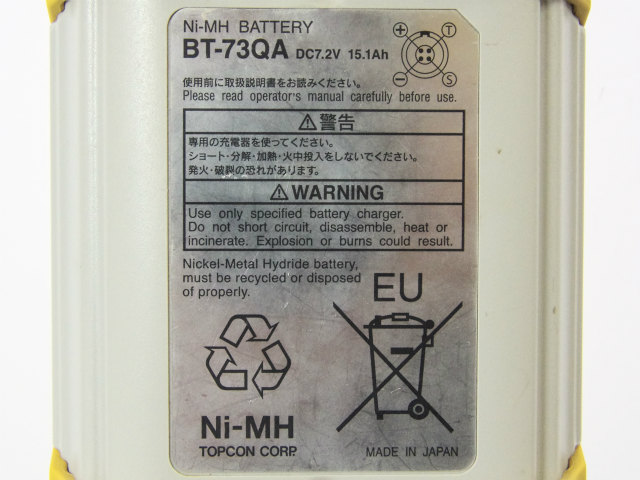 Ni-MH BATTERY
BT-73QA DC7.2V 15.1Ah
+ T
− S
使用前に取扱説明書をお読みください。
Please read operator's manual carefully before use.
⚠警告
専用の充電器を使ってください。
ショート・分解・加熱・火中投入をしないでください。
発火・破裂の恐れがあります。
⚠WARNING
Use only specified battery charger.
Do not short circuit, disassemble, heat or
incinerate. Explosion or burns could result.
Nickel-Metal Hydride battery,
must be recycled or disposed
of properly.
EU
Ni-MH
TOPCON CORP.
MADE IN JAPAN